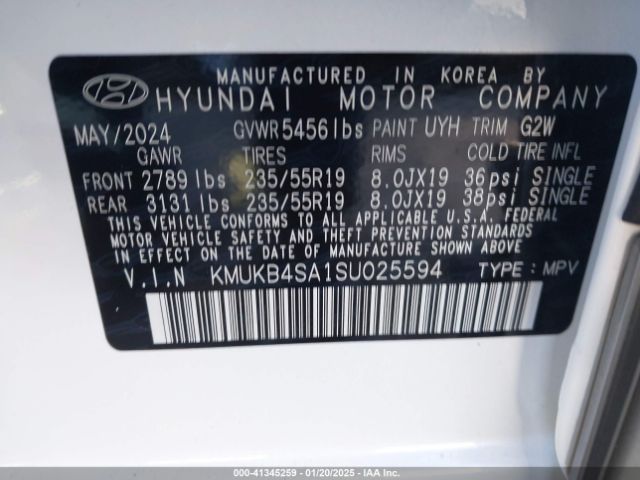 MANUFACTURED IN KOREA BY
HYUNDAI MOTOR COMPANY
MAY/2024 GVWR 5456lbs PAINT UYH TRIM G2W
GAWR TIRES RIMS COLD TIRE INFL
FRONT 2789 lbs 235/55R19 8.0JX19 36psi SINGLE
REAR 3131 lbs 235/55R19 8.0JX19 38psi SINGLE
THIS VEHICLE CONFORMS TO ALL APPLICABLE U.S.A. FEDERAL
MOTOR VEHICLE SAFETY AND THEFT PREVENTION STANDARDS
IN EFFECT ON THE DATE OF MANUFACTURE SHOWN ABOVE.
V.I.N KMUKB4SA1SU025594 TYPE: MPV
000-41345259 - 01/20/2025 - IAA Inc.